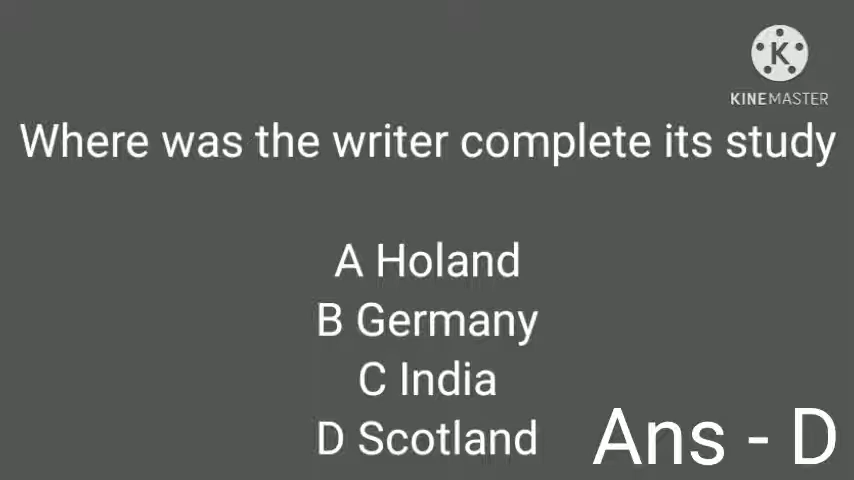 KINEMASTER
Where was the writer complete its study
A Holand
B Germany
C India
D Scotland
Ans - D